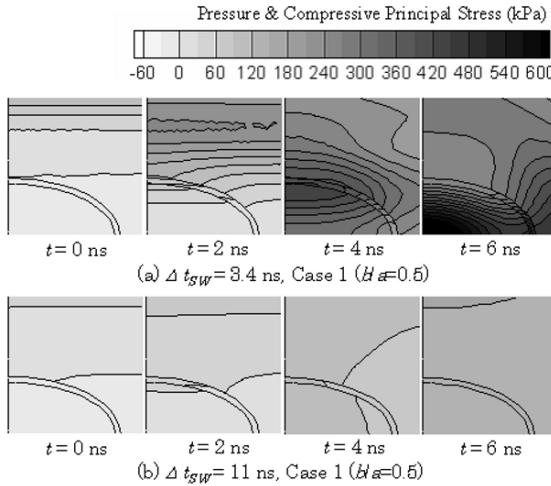 Pressure & Compressive Principal Stress (kPa)
-60 0 60 120 180 240 300 360 420 480 540 600
t = 0 ns t = 2 ns t = 4 ns t = 6 ns
(a) Δ tSW = 3.4 ns, Case 1 (b/a=0.5)
t = 0 ns t = 2 ns t = 4 ns t = 6 ns
(b) Δ tSW = 11 ns, Case 1 (b/a=0.5)